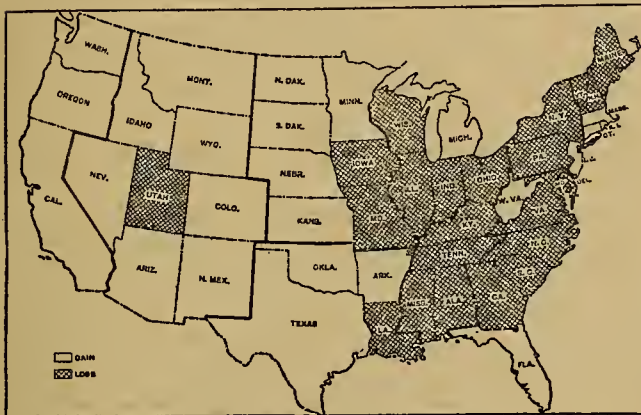 WASH.
OREGON
CAL.
NEV.
IDAHO
MONT.
WYO.
UTAH
COLO.
ARIZ.
N. MEX.
N. DAK.
S. DAK.
NEBR.
KANS.
OKLA.
TEXAS
MINN.
IOWA
MO.
ARK.
LA.
WIS.
ILL.
MICH.
IND.
OHIO
KY.
TENN.
MISS.
ALA.
GA.
FLA.
S. C.
N. C.
VA.
W. VA.
PA.
N. Y.
MAINE
MASS.
R. I.
CT.
N. J.
DEL.
GAIN
LOSS